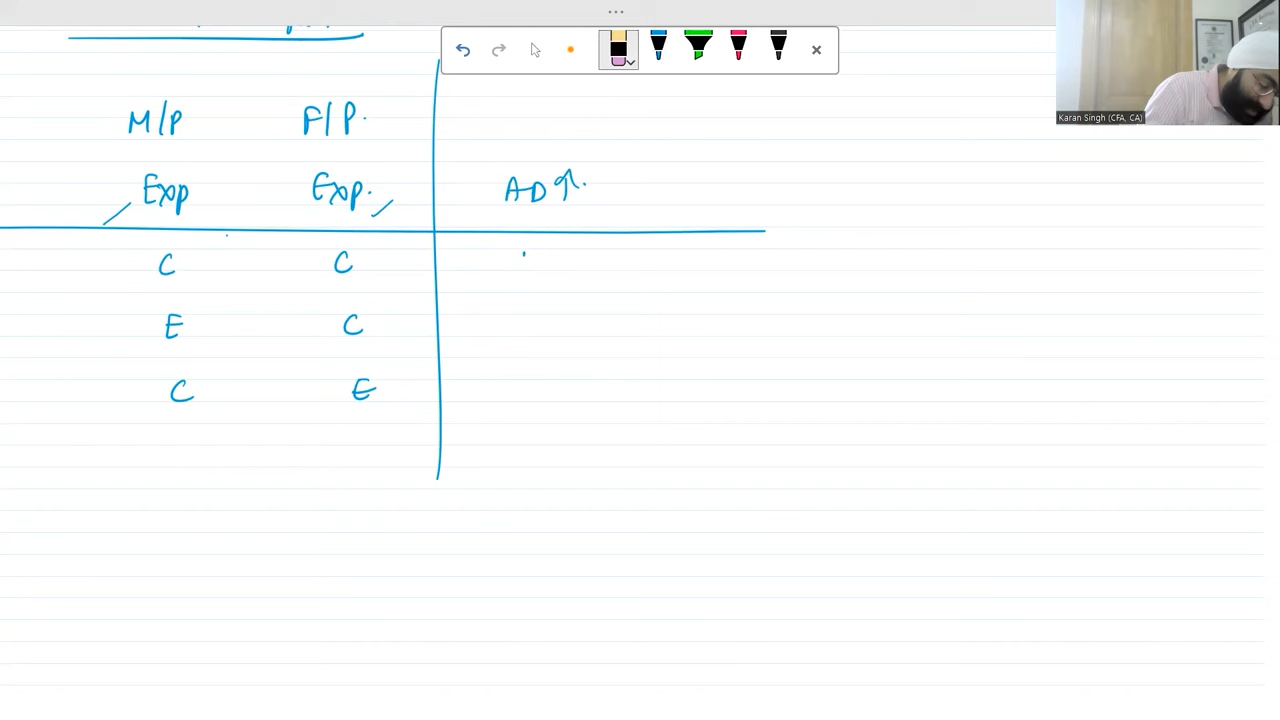 M/P F/P.
Exp Exp. AD↑.
C C
E C
C E
Karan Singh (CFA, CA)